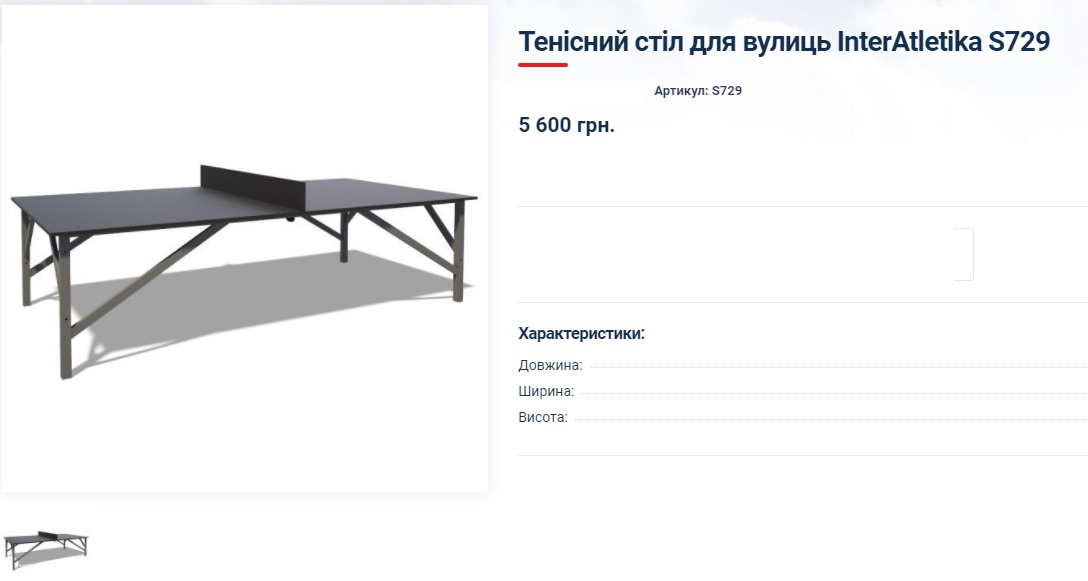 Тенісний стіл для вулиць InterAtletika S729
Артикул: S729
5 600 грн.
Характеристики:
Довжина:
Ширина:
Висота: